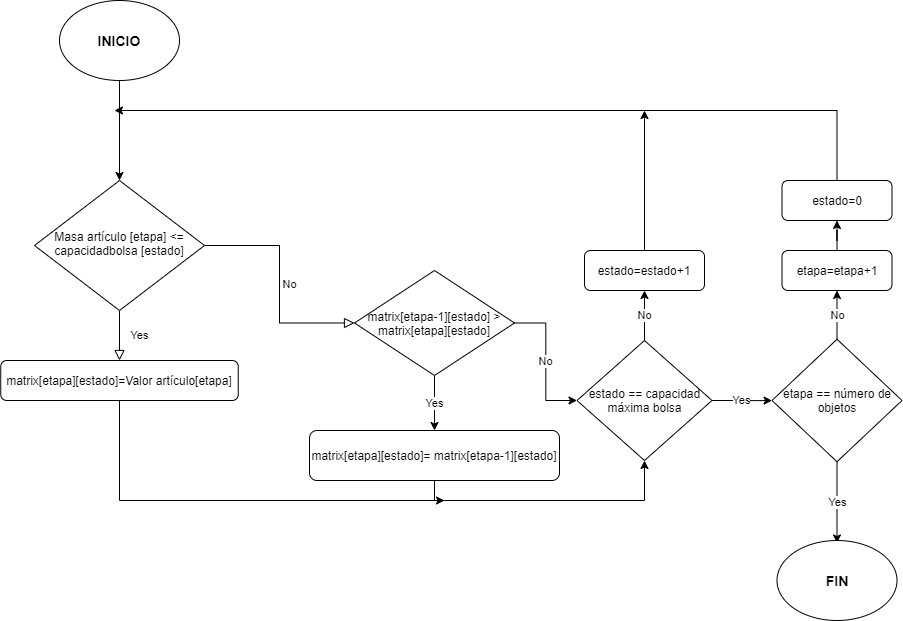 INICIO
Masa artículo [etapa] <=
capacidadbolsa [estado]
Yes
No
matrix[etapa][estado]=Valor artículo[etapa]
matrix[etapa-1][estado] >
matrix[etapa][estado]
Yes
No
matrix[etapa][estado]= matrix[etapa-1][estado]
estado == capacidad
máxima bolsa
No
estado=estado+1
Yes
etapa == número de
objetos
No
etapa=etapa+1
estado=0
Yes
FIN